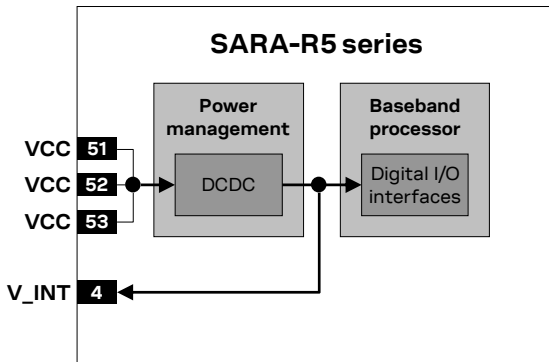 SARA-R5 series
Power
management
Baseband
processor
VCC 51
VCC 52
VCC 53
DCDC
Digital I/O
interfaces
V_INT 4